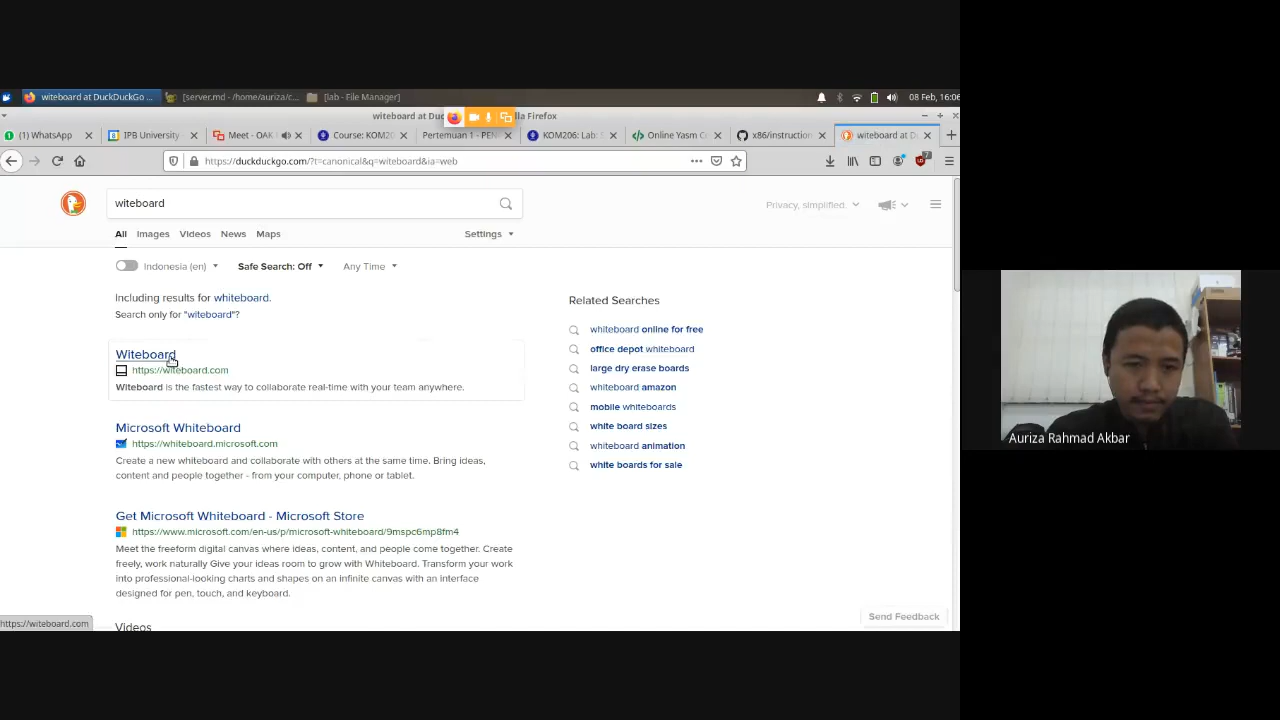 witeboard at DuckDuckGo ...
[server.md - /home/auriza/c...
[lab - File Manager]
08 Feb, 16:06
witeboard at Duc
lla Firefox
(1) WhatsApp
IPB University -
Meet - OAK
Course: KOM20
Pertemuan 1 - PEN
KOM206: Lab:
Online Yasm C
x86/instruction
witeboard at D
https://duckduckgo.com/?t=canonical&q=witeboard&ia=web
7
witeboard
Privacy, simplified.
All
Images
Videos
News
Maps
Settings
Indonesia (en)
Safe Search: Off
Any Time
Including results for whiteboard.
Search only for "witeboard"?
Witeboard
https://witeboard.com
Witeboard is the fastest way to collaborate real-time with your team anywhere.
Microsoft Whiteboard
https://whiteboard.microsoft.com
Create a new whiteboard and collaborate with others at the same time. Bring ideas,
content and people together - from your computer, phone or tablet.
Get Microsoft Whiteboard - Microsoft Store
https://www.microsoft.com/en-us/p/microsoft-whiteboard/9mspc6mp8fm4
Meet the freeform digital canvas where ideas, content, and people come together. Create
freely, work naturally Give your ideas room to grow with Whiteboard. Transform your work
into professional-looking charts and shapes on an infinite canvas with an interface
designed for pen, touch, and keyboard.
Videos
Related Searches
whiteboard online for free
office depot whiteboard
large dry erase boards
whiteboard amazon
mobile whiteboards
white board sizes
whiteboard animation
white boards for sale
Send Feedback
https://witeboard.com
Auriza Rahmad Akbar